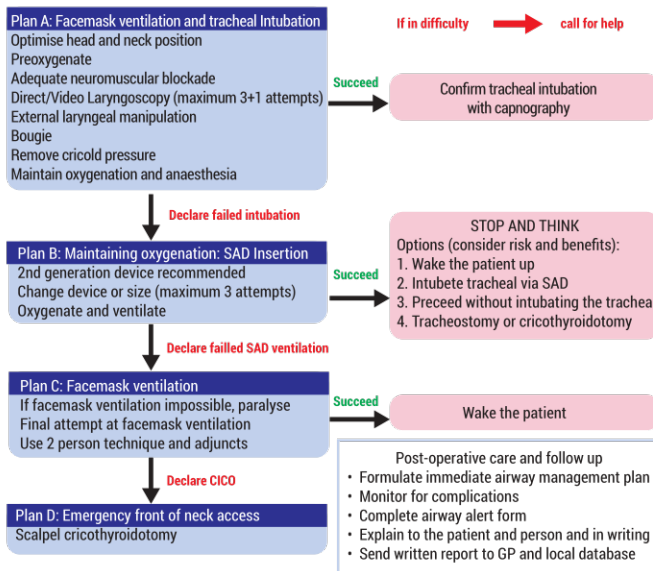 Plan A: Facemask ventilation and tracheal Intubation
Optimise head and neck position
Preoxygenate
Adequate neuromuscular blockade
Direct/Video Laryngoscopy (maximum 3+1 attempts)
External laryngeal manipulation
Bougie
Remove cricold pressure
Maintain oxygenation and anaesthesia
If in difficulty
call for help
Succeed
Confirm tracheal intubation
with capnography
Declare failed intubation
Plan B: Maintaining oxygenation: SAD Insertion
2nd generation device recommended
Change device or size (maximum 3 attempts)
Oxygenate and ventilate
Succeed
STOP AND THINK
Options (consider risk and benefits):
1. Wake the patient up
2. Intubete tracheal via SAD
3. Preceed without intubating the trachea
4. Tracheostomy or cricothyroidotomy
Declare failled SAD ventilation
Plan C: Facemask ventilation
If facemask ventilation impossible, paralyse
Final attempt at facemask ventilation
Use 2 person technique and adjuncts
Succeed
Wake the patient
Declare CICO
Plan D: Emergency front of neck access
Scalpel cricothyroidotomy
Post-operative care and follow up
• Formulate immediate airway management plan
• Monitor for complications
• Complete airway alert form
• Explain to the patient and person and in writing
• Send written report to GP and local database